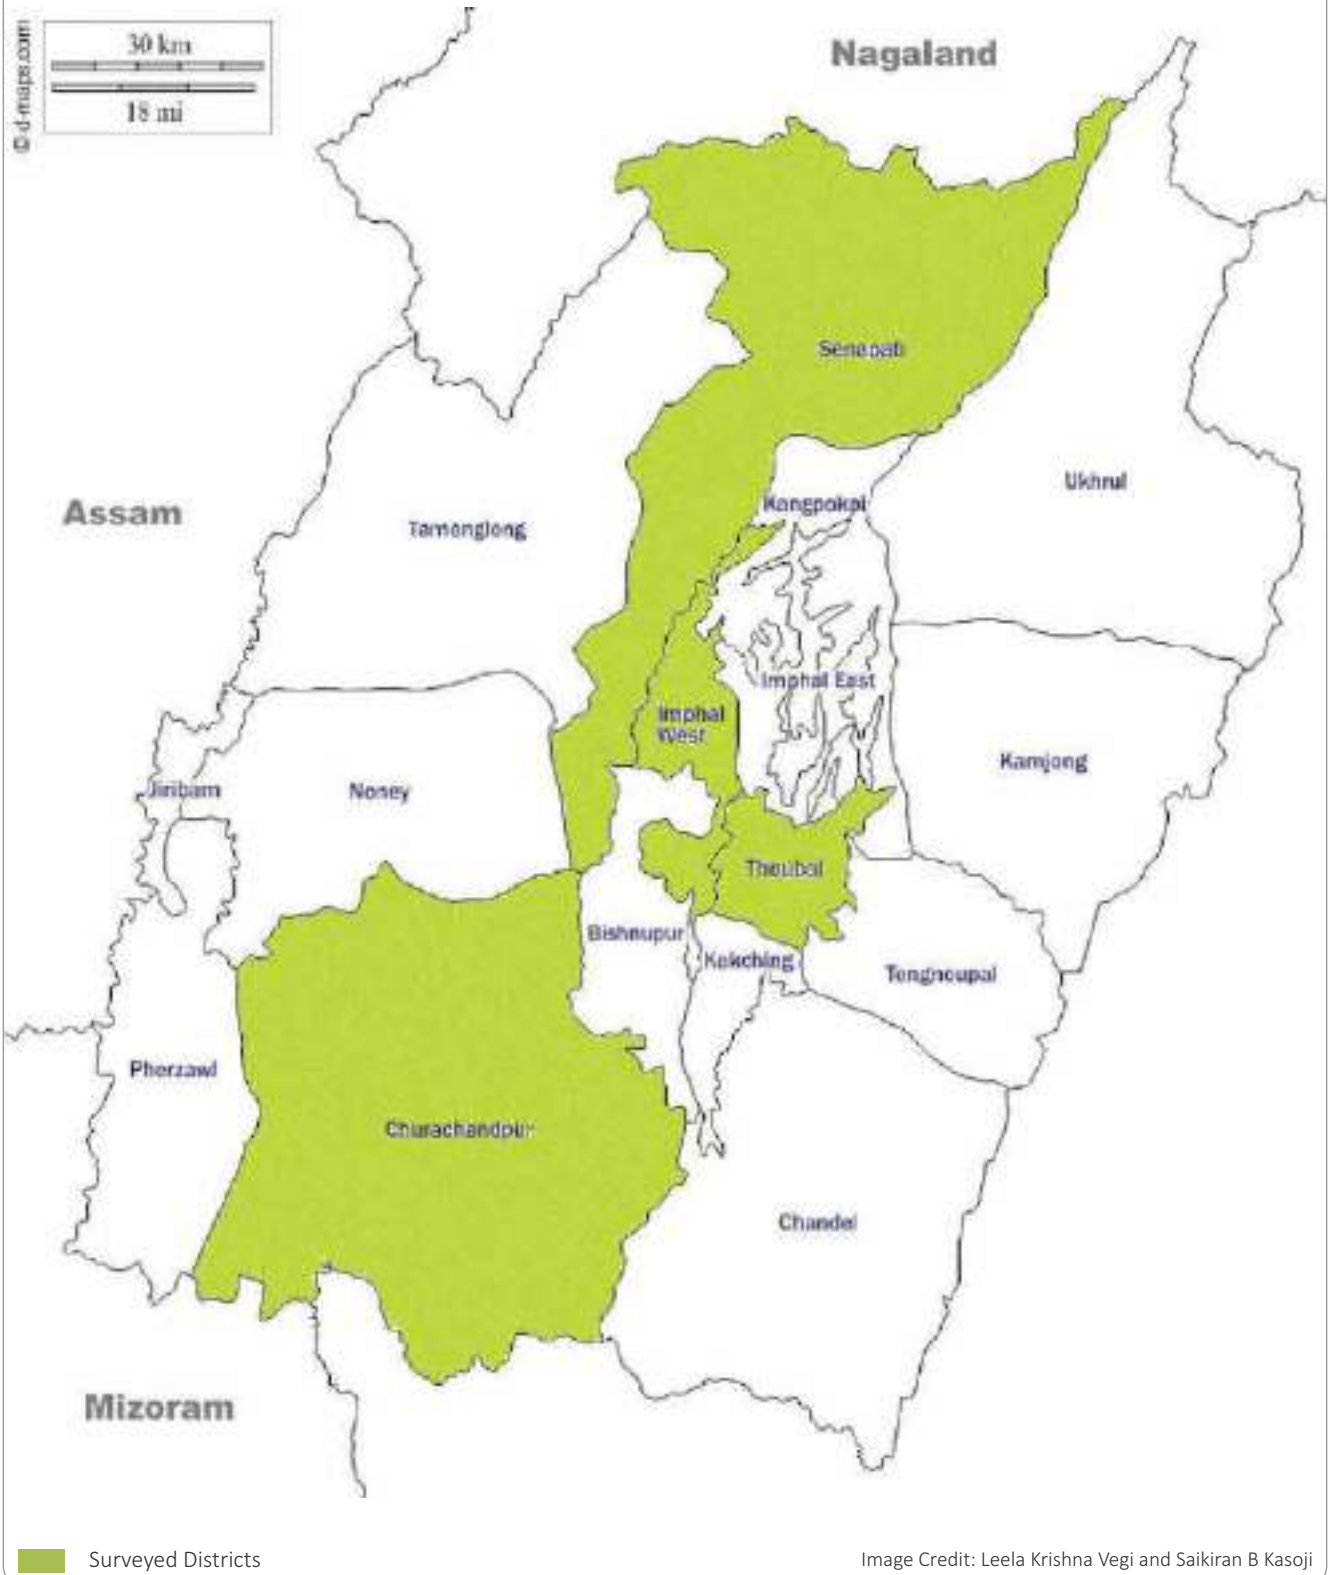 © d-maps.com
30 km
18 mi
Nagaland
Senapati
Ukhrul
Kangpokpi
Assam
Tamenglong
Imphal East
Imphal
West
Kamjong
Jiribam
Noney
Thoubal
Bishnupur
Kakching
Tengnoupal
Pherzawl
Churachandpur
Chandel
Mizoram
Surveyed Districts
Image Credit: Leela Krishna Vegi and Saikiran B Kasoji